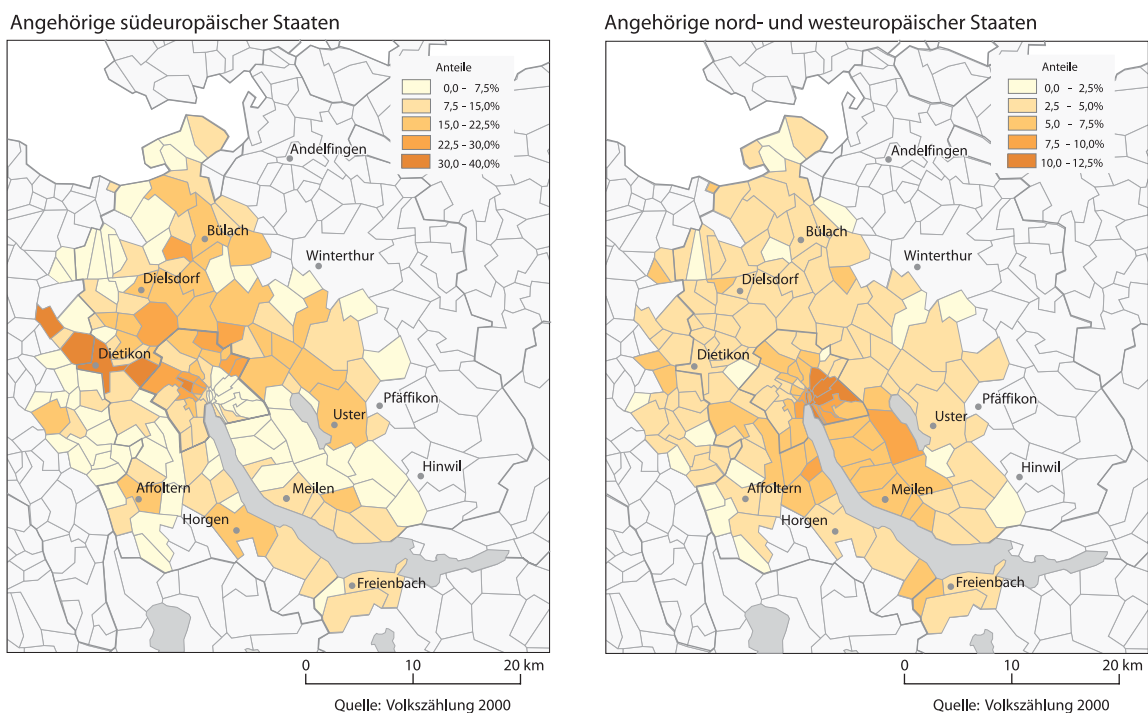 Angehörige südeuropäischer Staaten
Anteile
0,0 – 7,5%
7,5 – 15,0%
15,0 – 22,5%
22,5 – 30,0%
30,0 – 40,0%
Andelfingen
Bülach
Winterthur
Dielsdorf
Dietikon
Pfäffikon
Uster
Hinwil
Affoltern
Meilen
Horgen
Freienbach
0 10 20 km
Quelle: Volkszählung 2000
Angehörige nord- und westeuropäischer Staaten
Anteile
0,0 – 2,5%
2,5 – 5,0%
5,0 – 7,5%
7,5 – 10,0%
10,0 – 12,5%
Andelfingen
Bülach
Winterthur
Dielsdorf
Dietikon
Pfäffikon
Uster
Hinwil
Affoltern
Meilen
Horgen
Freienbach
0 10 20 km
Quelle: Volkszählung 2000